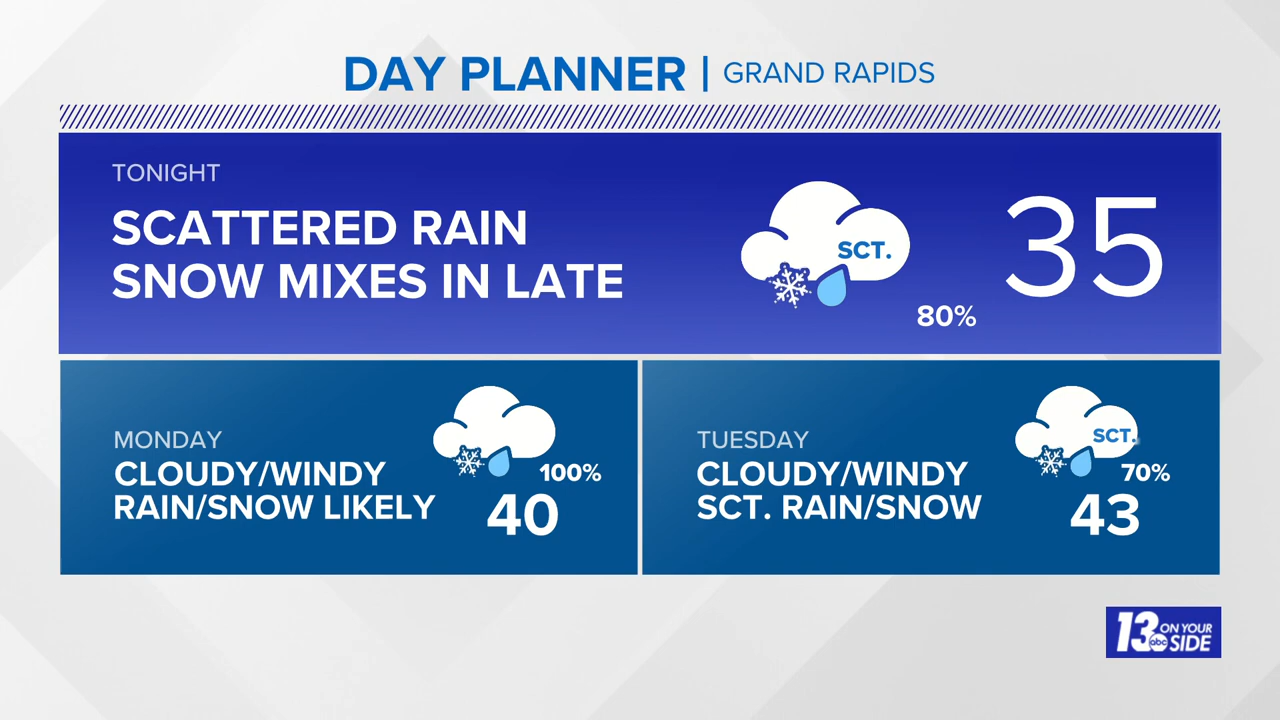 DAY PLANNER | GRAND RAPIDS
TONIGHT
SCATTERED RAIN
SNOW MIXES IN LATE
SCT.
80%
35
MONDAY
CLOUDY/WINDY
RAIN/SNOW LIKELY
100%
40
TUESDAY
CLOUDY/WINDY
SCT. RAIN/SNOW
SCT.
70%
43
13 abc ON YOUR
SIDE